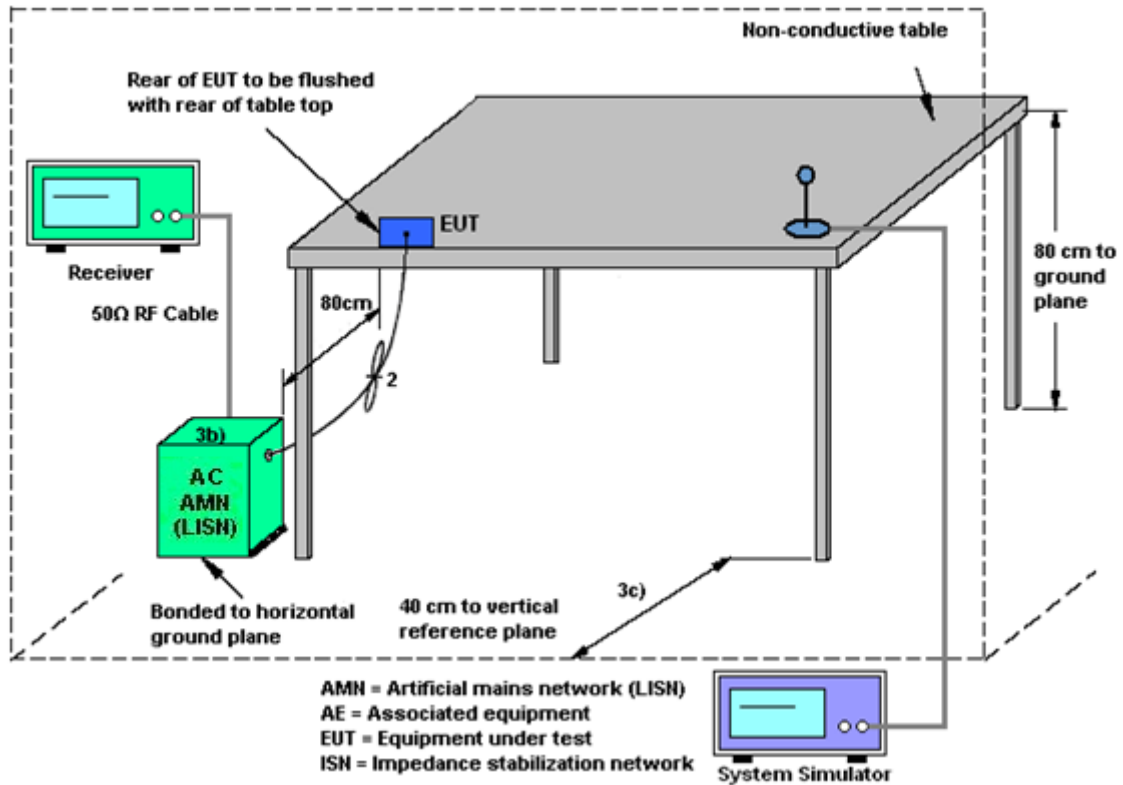 Non-conductive table
Rear of EUT to be flushed
with rear of table top
EUT
Receiver
80cm
80 cm to
ground
plane
50Ω RF Cable
2
3b)
AC
AMN
(LISN)
3c)
40 cm to vertical
reference plane
Bonded to horizontal
ground plane
AMN = Artificial mains network (LISN)
AE = Associated equipment
EUT = Equipment under test
ISN = Impedance stabilization network
System Simulator